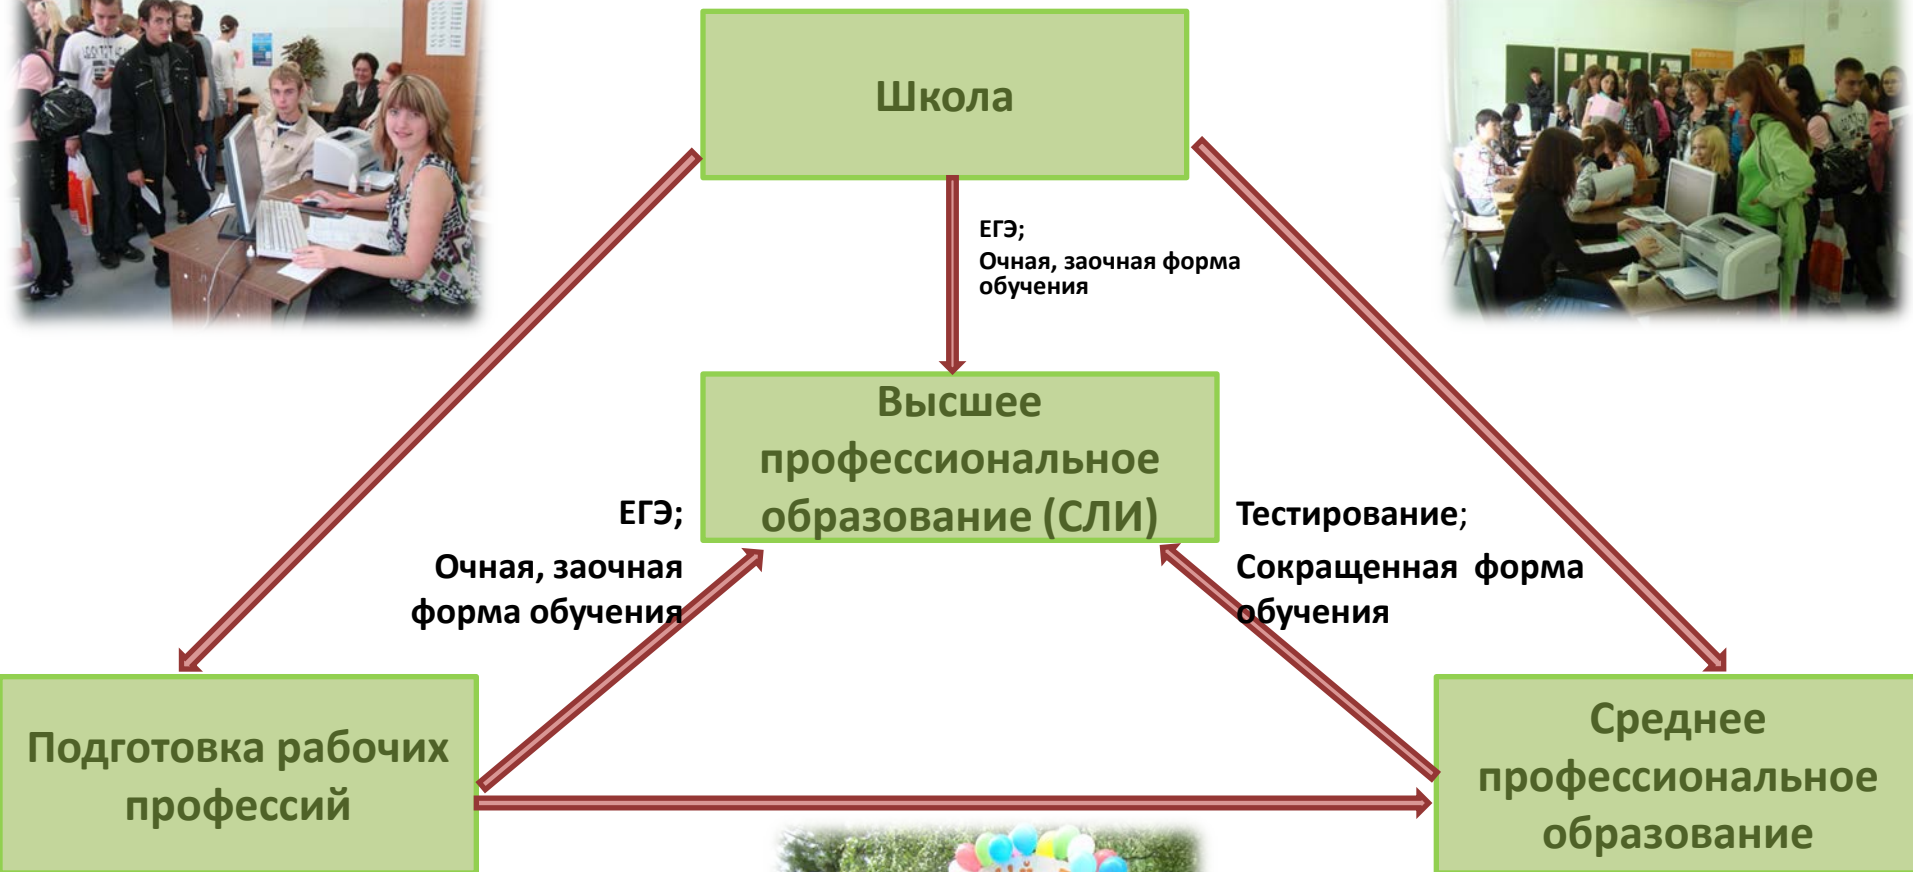 Школа
ЕГЭ;
Очная, заочная форма
обучения
Высшее
профессиональное
образование (СЛИ)
ЕГЭ;
Очная, заочная
форма обучения
Тестирование;
Сокращенная форма
обучения
Подготовка рабочих
профессий
Среднее
профессиональное
образование